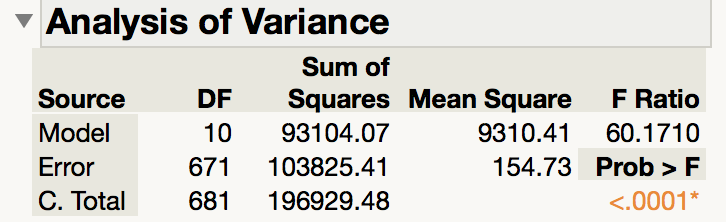 Analysis of Variance
Sum of
Source DF Squares Mean Square F Ratio
Model 10 93104.07 9310.41 60.1710
Error 671 103825.41 154.73 Prob > F
C. Total 681 196929.48 <.0001*